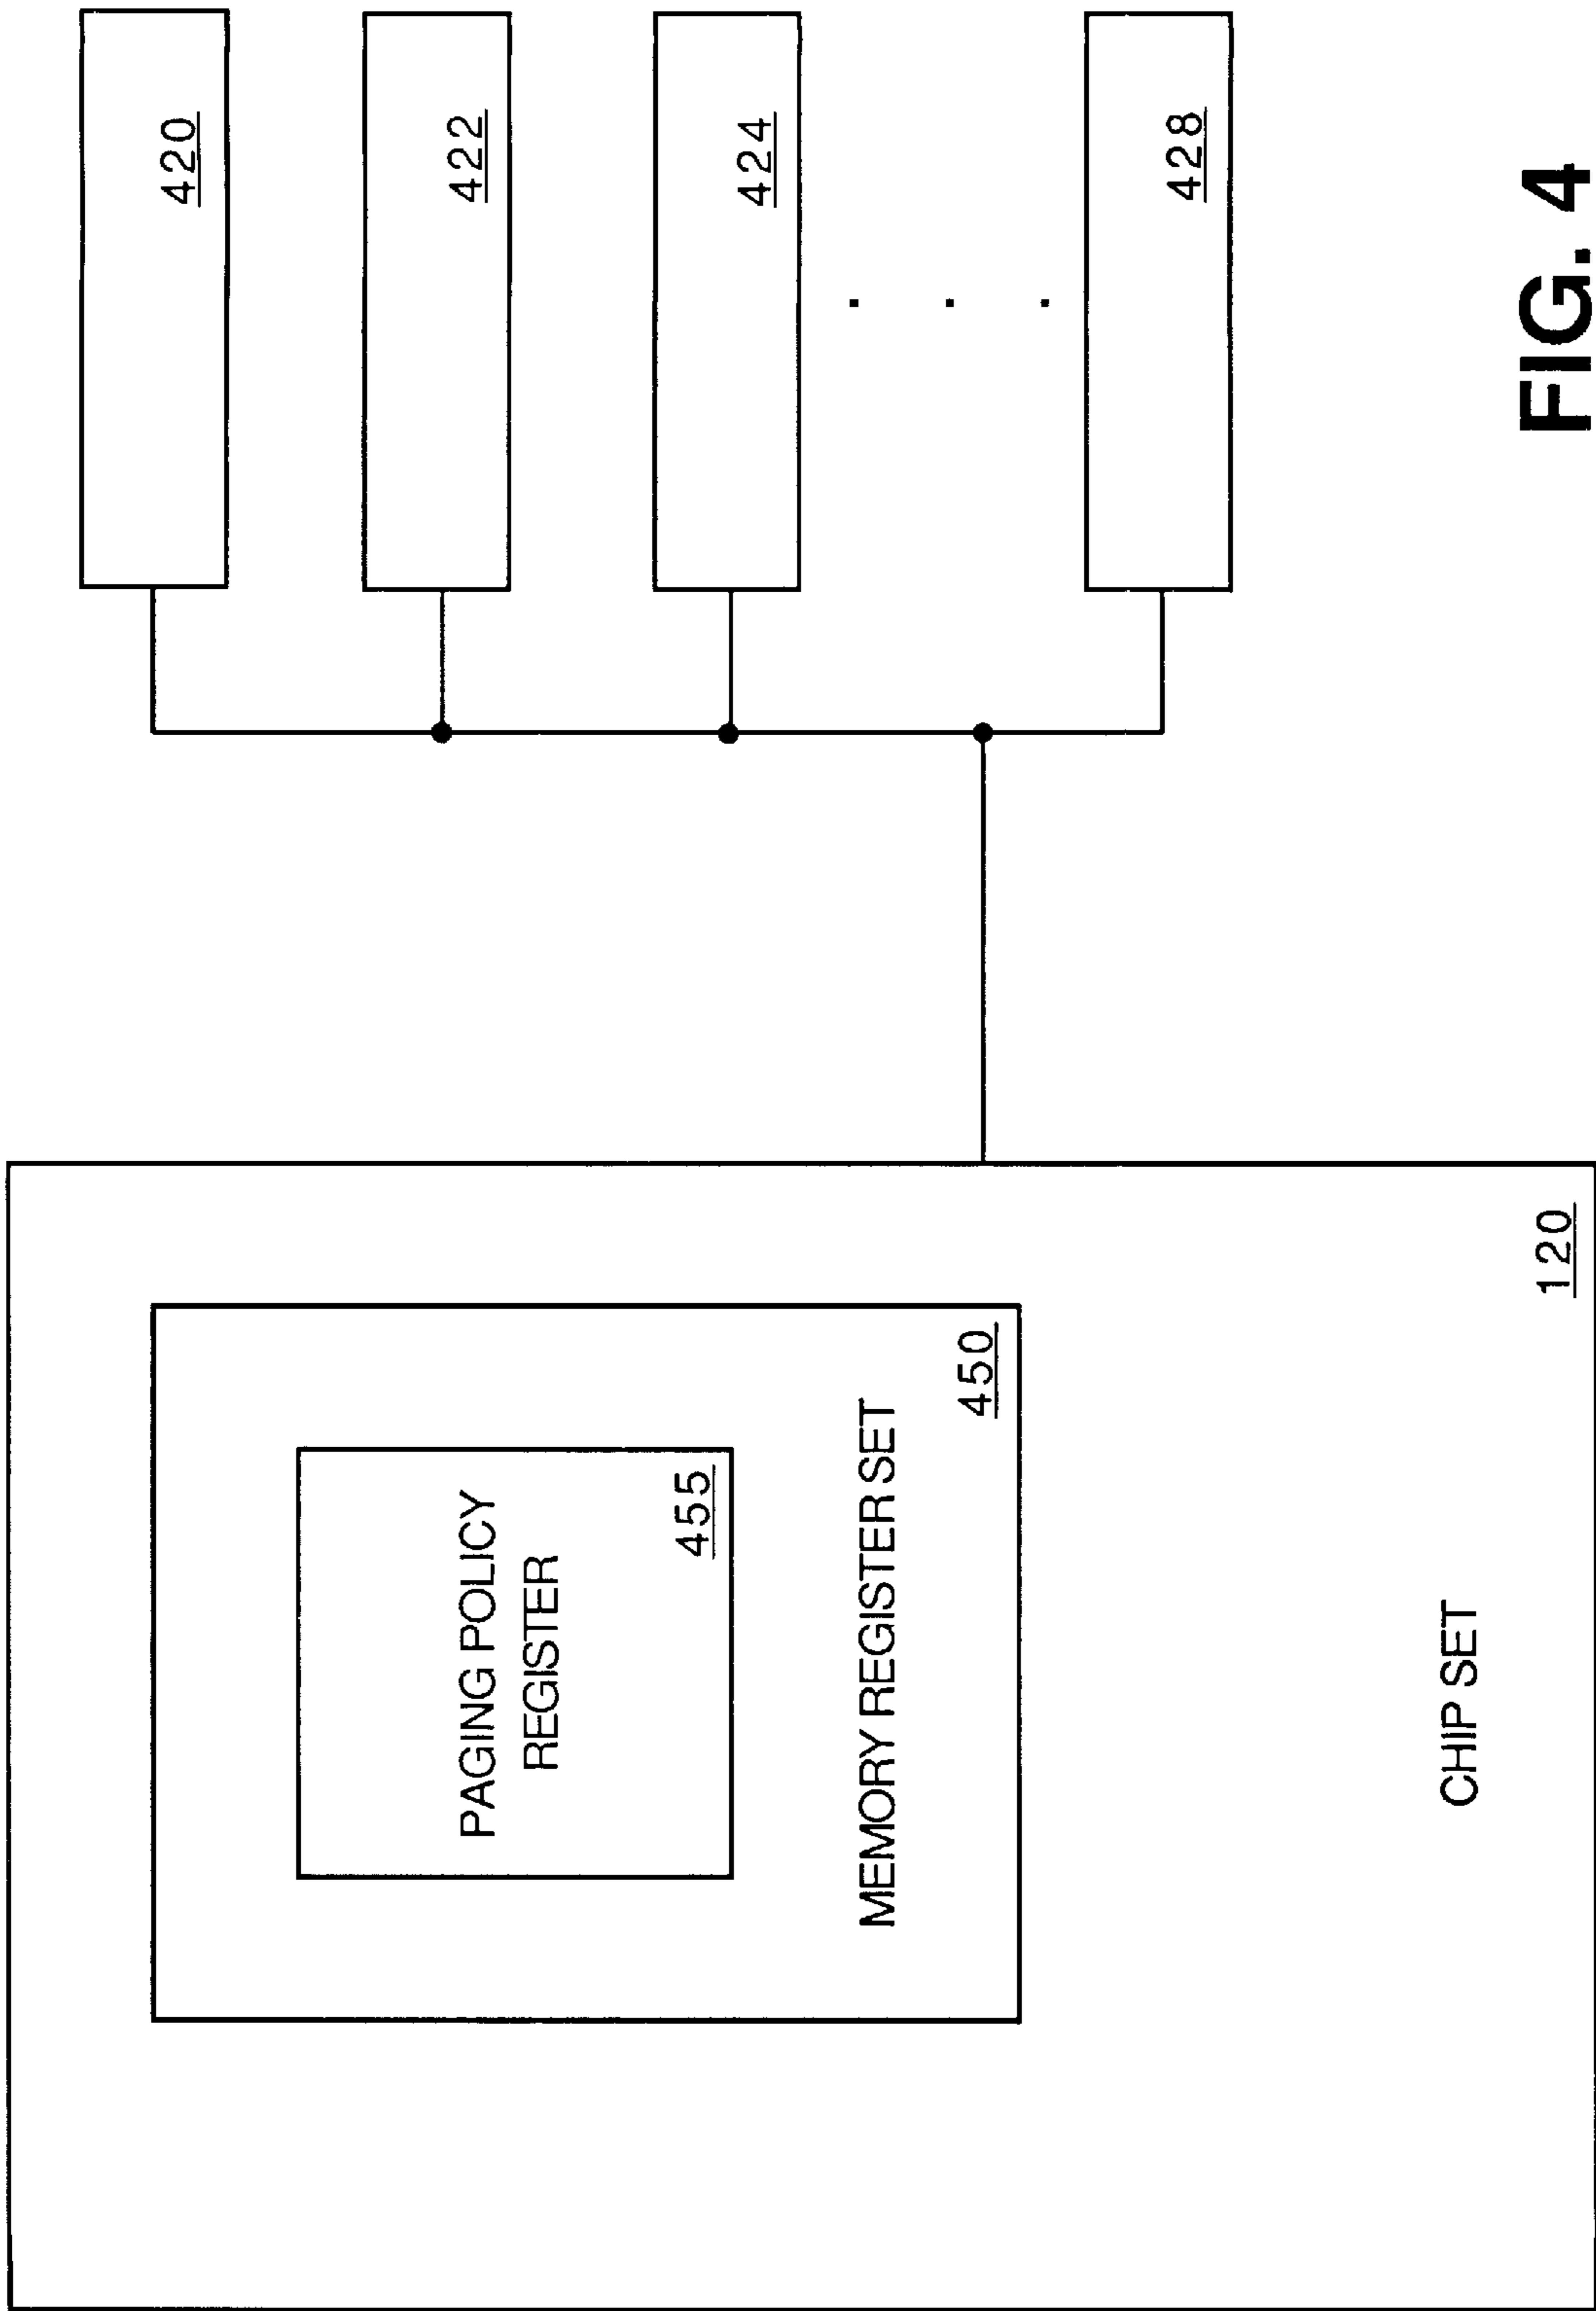 PAGING POLICY
REGISTER
455
MEMORY REGISTER SET
450
CHIP SET
120
420
422
424
. . .
428
FIG. 4